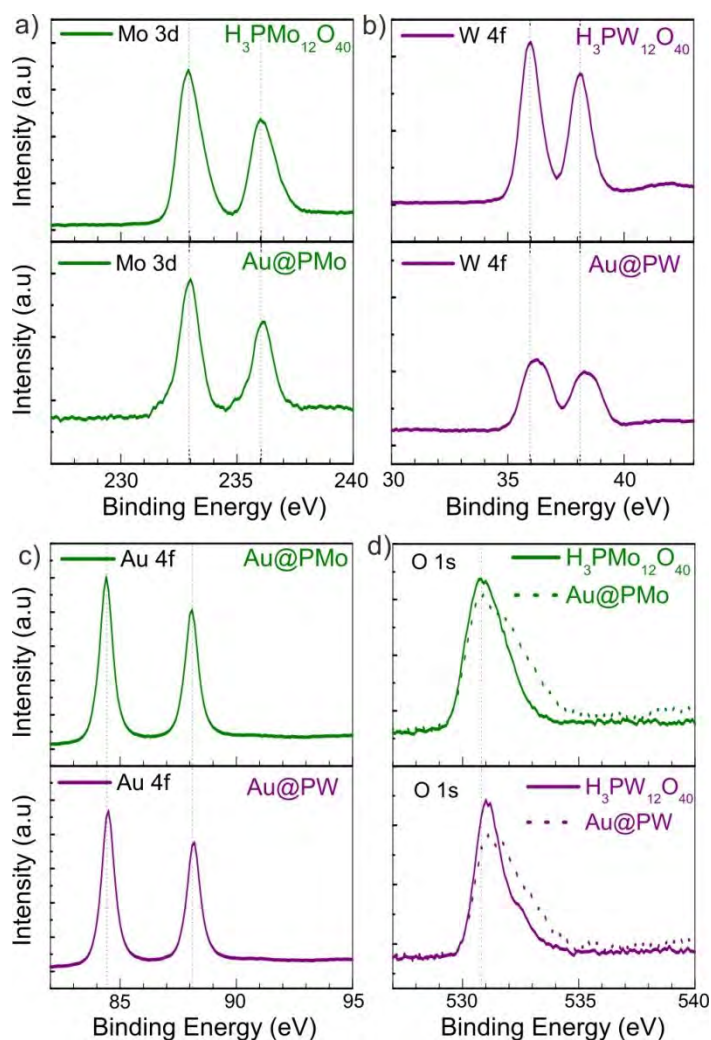 a)
Mo 3d
H₃PMo₁₂O₄₀
Intensity (a.u)
Mo 3d
Au@PMo
Intensity (a.u)
230
235
240
Binding Energy (eV)
b)
W 4f
H₃PW₁₂O₄₀
W 4f
Au@PW
30
35
40
Binding Energy (eV)
c)
Au 4f
Au@PMo
Intensity (a.u)
Au 4f
Au@PW
Intensity (a.u)
85
90
95
Binding Energy (eV)
d)
O 1s
H₃PMo₁₂O₄₀
Au@PMo
O 1s
H₃PW₁₂O₄₀
Au@PW
530
535
540
Binding Energy (eV)